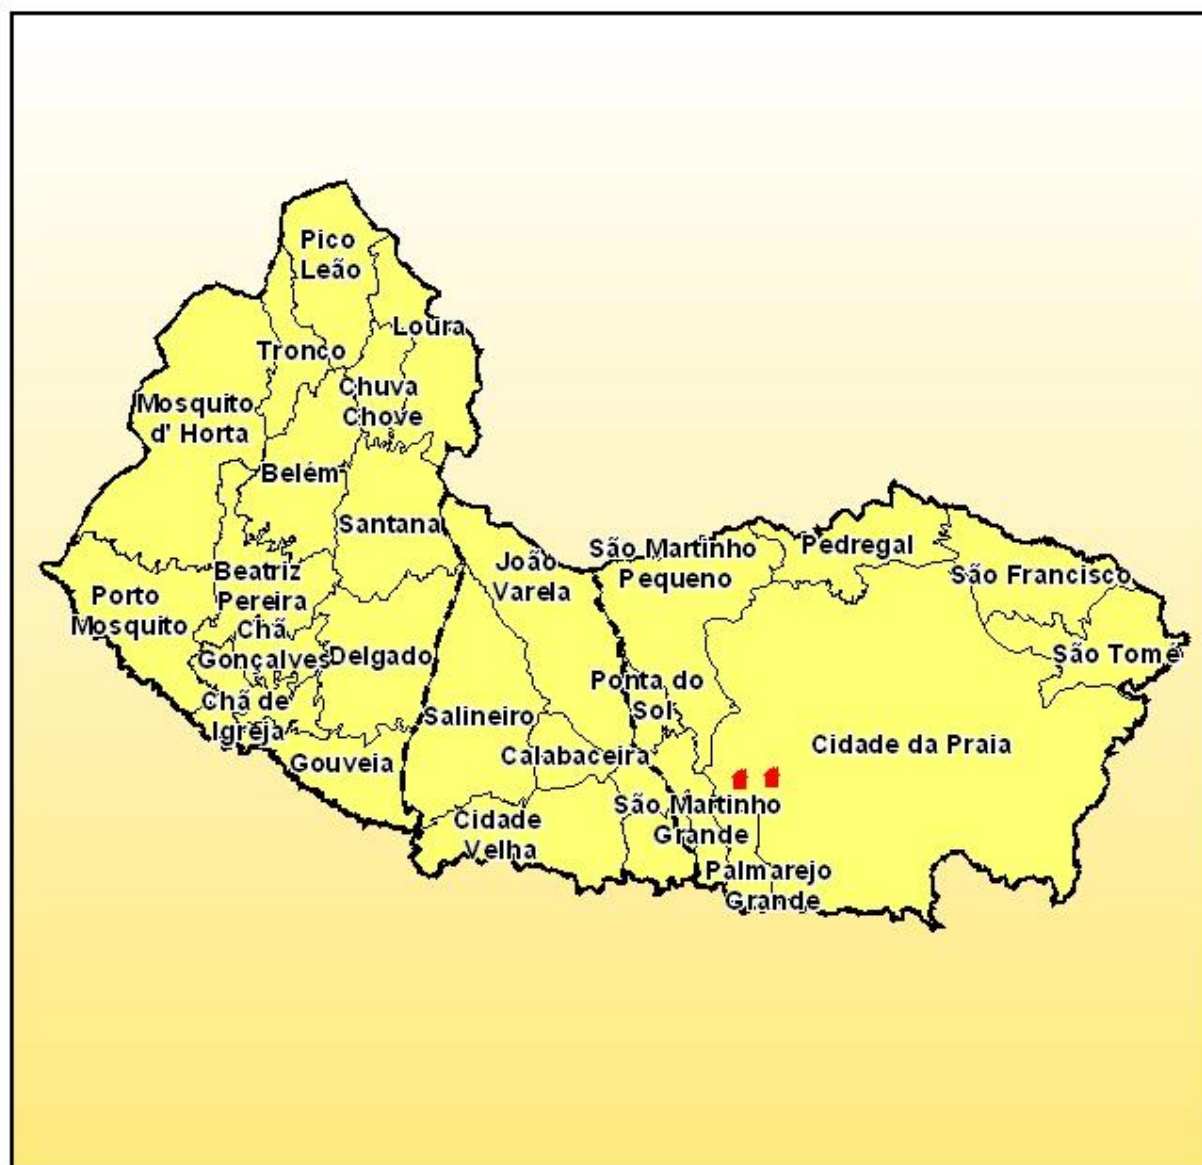 Pico
Leão
Loura
Tronco
Chuva
Chove
Mosquito
d' Horta
Belém
Santana
São Martinho
Pequeno
Pedregal
João
Varela
São Francisco
Beatriz
Pereira
Porto
Mosquito
Chã
Gonçalves
Delgado
São Tomé
Ponta do
Sol
Chã de
Igreja
Salineiro
Calabaceira
Cidade da Praia
Gouveia
São Martinho
Grande
Cidade
Velha
Palmarejo
Grande